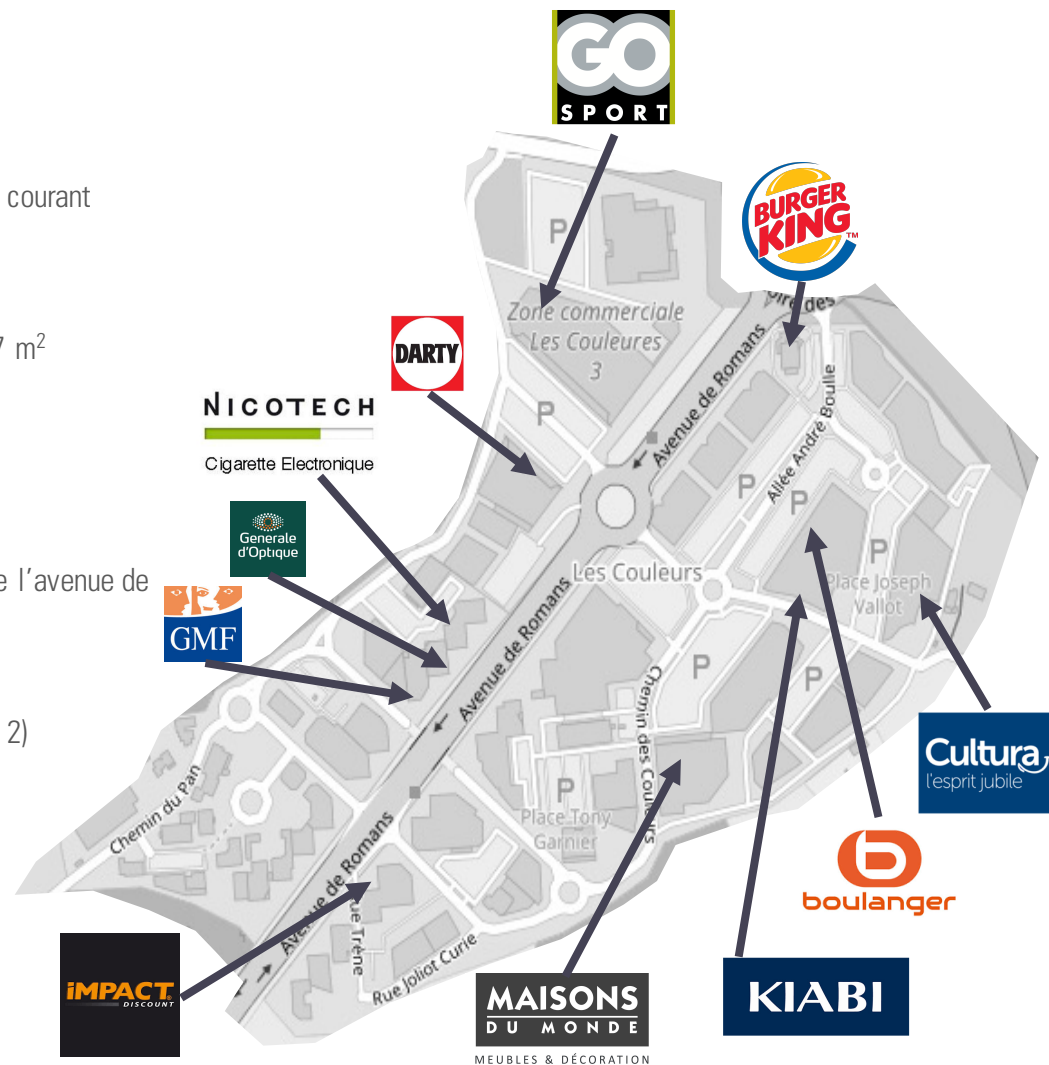 GO
SPORT
courant
BURGER
KING
TM
Zone commerciale
Les Couleures
3
P
7 m²
DARTY
NICOTECH
Cigarette Electronique
Avenue de Romans
Allée André Boulle
P
P
P
P
Generale
d'Optique
e l'avenue de
GMF
Les Couleurs
Place Joseph
Vallot
Avenue de Romans
P
P
Chemin des Couleurs
2)
Cultura
l'esprit jubile
Chemin du Pan
P
Place Tony
Garnier
Avenue de Romans
boulanger
Rue Joliot Curie
iMPACT
DISCOUNT
MAISONS
DU MONDE
MEUBLES & DÉCORATION
KIABI